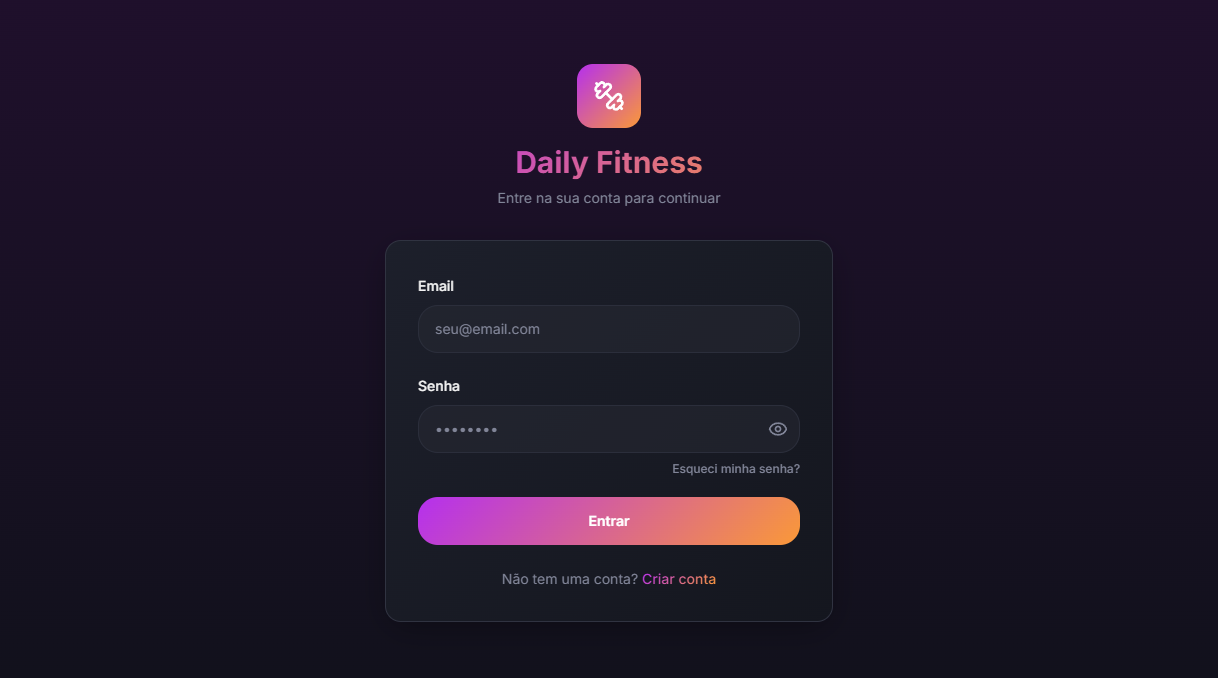 Daily Fitness
Entre na sua conta para continuar
Email
seu@email.com
Senha
••••••••
Esqueci minha senha?
Entrar
Não tem uma conta? Criar conta